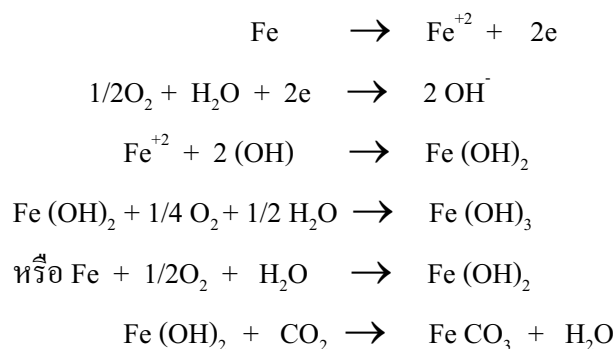 Fe → Fe⁺² + 2e
1/2O₂ + H₂O + 2e → 2 OH⁻
Fe⁺² + 2 (OH) → Fe (OH)₂
Fe (OH)₂ + 1/4 O₂ + 1/2 H₂O → Fe (OH)₃
หรือ Fe + 1/2O₂ + H₂O → Fe (OH)₂
Fe (OH)₂ + CO₂ → Fe CO₃ + H₂O